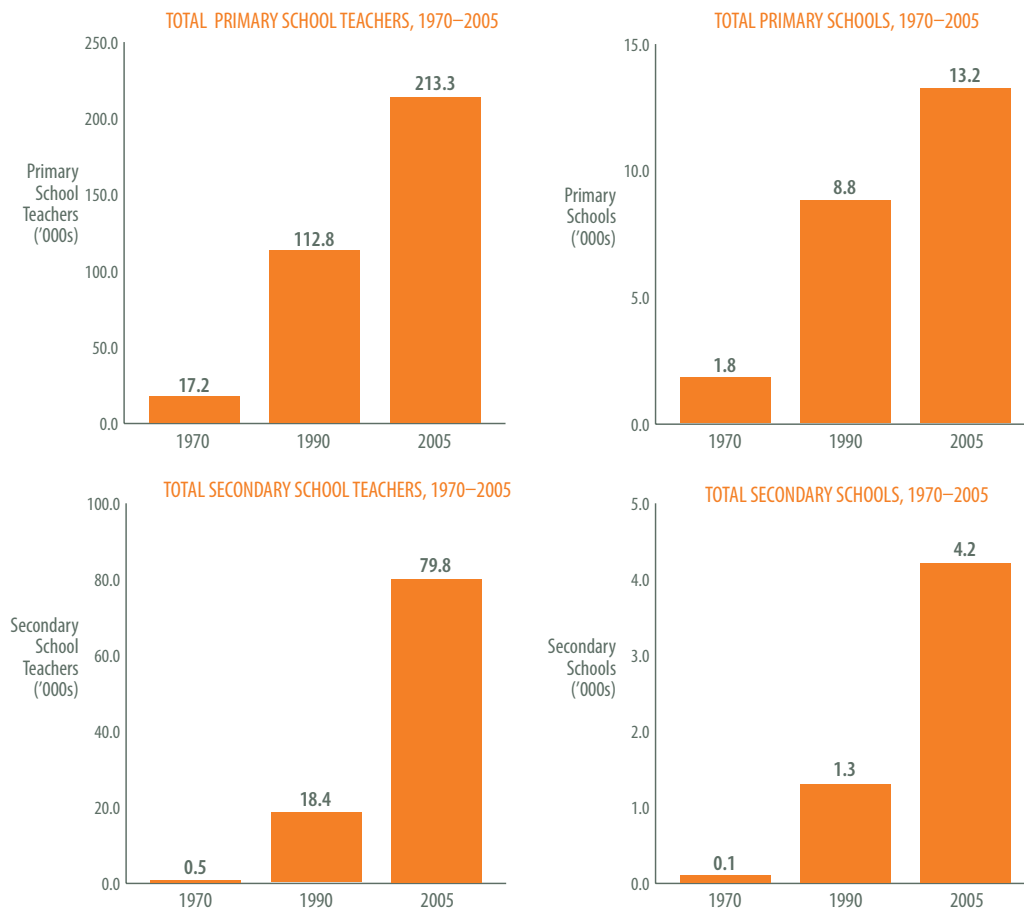 TOTAL PRIMARY SCHOOL TEACHERS, 1970–2005
250.0
200.0
150.0
100.0
50.0
0.0
Primary
School
Teachers
('000s)
17.2
112.8
213.3
1970
1990
2005
TOTAL PRIMARY SCHOOLS, 1970–2005
15.0
10.0
5.0
0.0
Primary
Schools
('000s)
1.8
8.8
13.2
1970
1990
2005
TOTAL SECONDARY SCHOOL TEACHERS, 1970–2005
100.0
80.0
60.0
40.0
20.0
0.0
Secondary
School
Teachers
('000s)
0.5
18.4
79.8
1970
1990
2005
TOTAL SECONDARY SCHOOLS, 1970–2005
5.0
4.0
3.0
2.0
1.0
0.0
Secondary
Schools
('000s)
0.1
1.3
4.2
1970
1990
2005